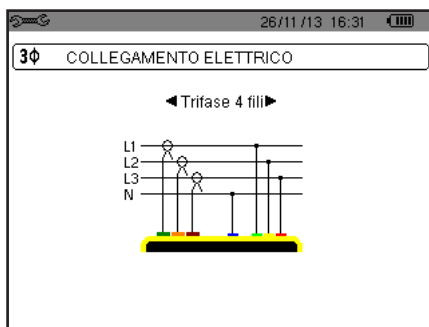 26/11/13 16:31
3Φ COLLEGAMENTO ELETTRICO
◄Trifase 4 fili►
L1
L2
L3
N